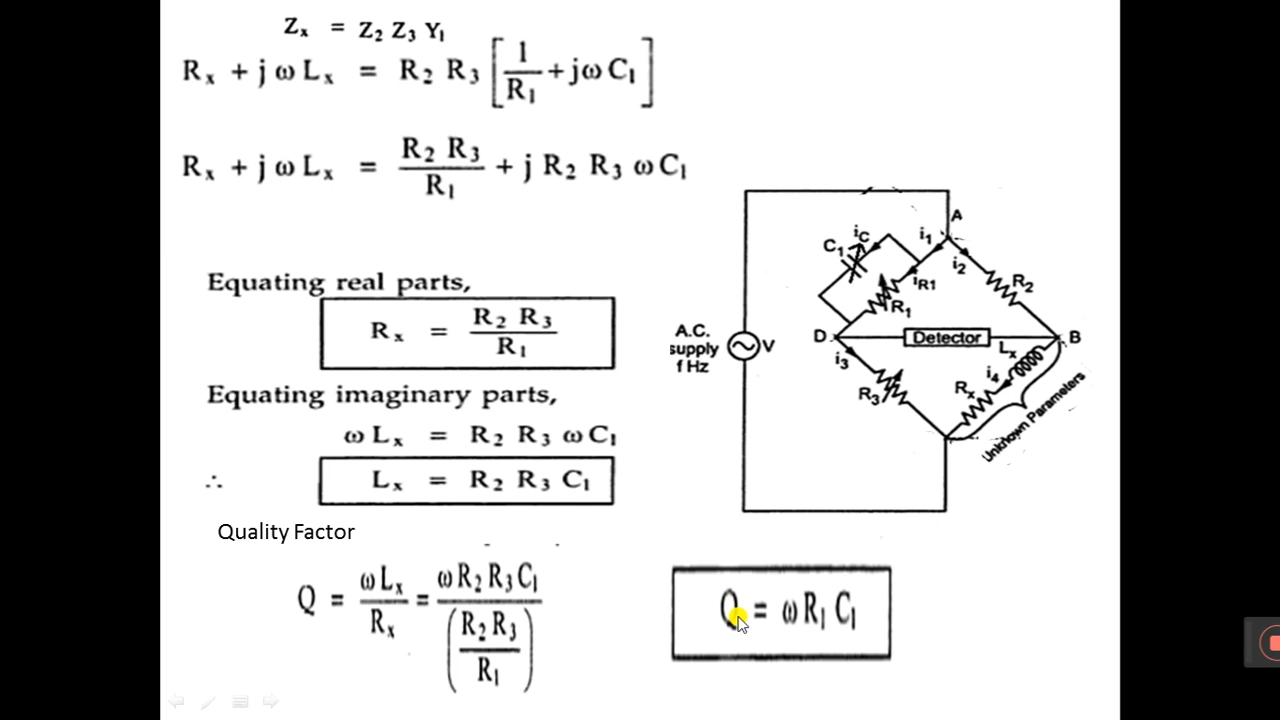 Zₓ = Z₂ Z₃ Y₁
Rₓ + j ω Lₓ = R₂ R₃ [1/R₁ + jω C₁]
Rₓ + j ω Lₓ = R₂ R₃/R₁ + j R₂ R₃ ω C₁
Equating real parts,
Rₓ = R₂ R₃/R₁
Equating imaginary parts,
ω Lₓ = R₂ R₃ ω C₁
∴ Lₓ = R₂ R₃ C₁
Quality Factor
Q = ω Lₓ/Rₓ = ω R₂ R₃ C₁/(R₂ R₃/R₁)
Q = ω R₁ C₁
A
iC
i₁
C₁
i₂
iR1
R₂
R₁
A.C.
supply
f Hz
V
D
Detector
B
Lₓ
i₃
i₄
Rₓ
R₃
Unknown Parameters